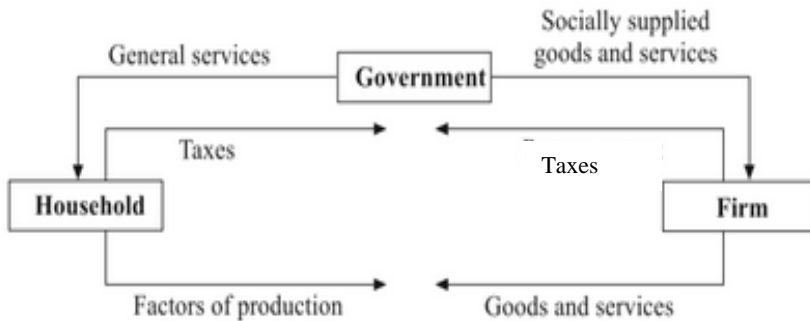 General services
Socially supplied
goods and services
Government
Taxes
Taxes
Household
Firm
Factors of production
Goods and services